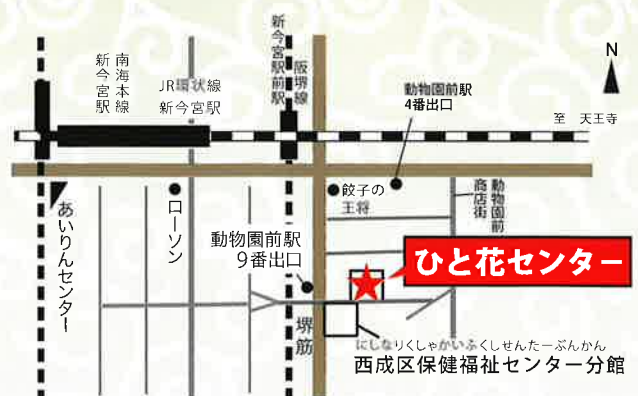 南海本線
新今宮駅
JR環状線
新今宮駅
新今宮駅前駅
阪堺線
動物園前駅
4番出口
N
至 天王寺
あいりんセンター
ローソン
餃子の
王将
動物園前
商店街
動物園前駅
9番出口
ひと花センター
堺筋
にしなりくしゃかいふくしせんたーぶんかん
西成区保健福祉センター分館